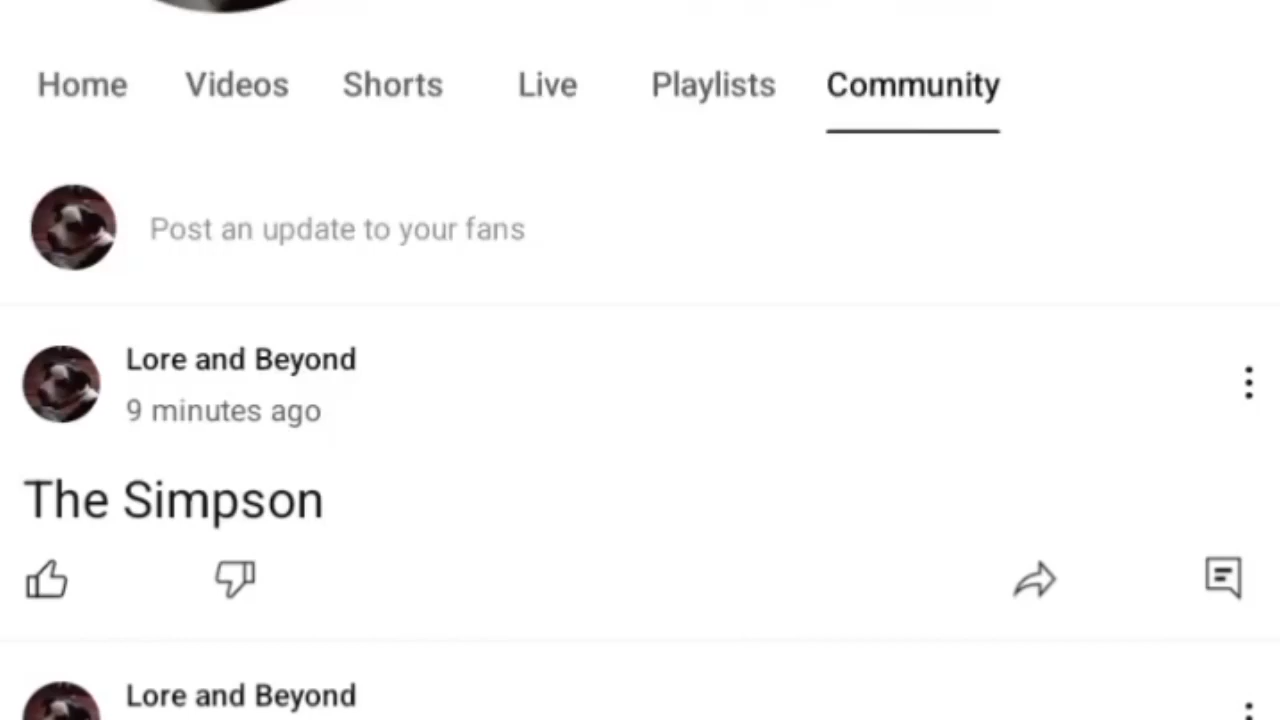 Home Videos Shorts Live Playlists Community
Post an update to your fans
Lore and Beyond
9 minutes ago
The Simpson
Lore and Beyond